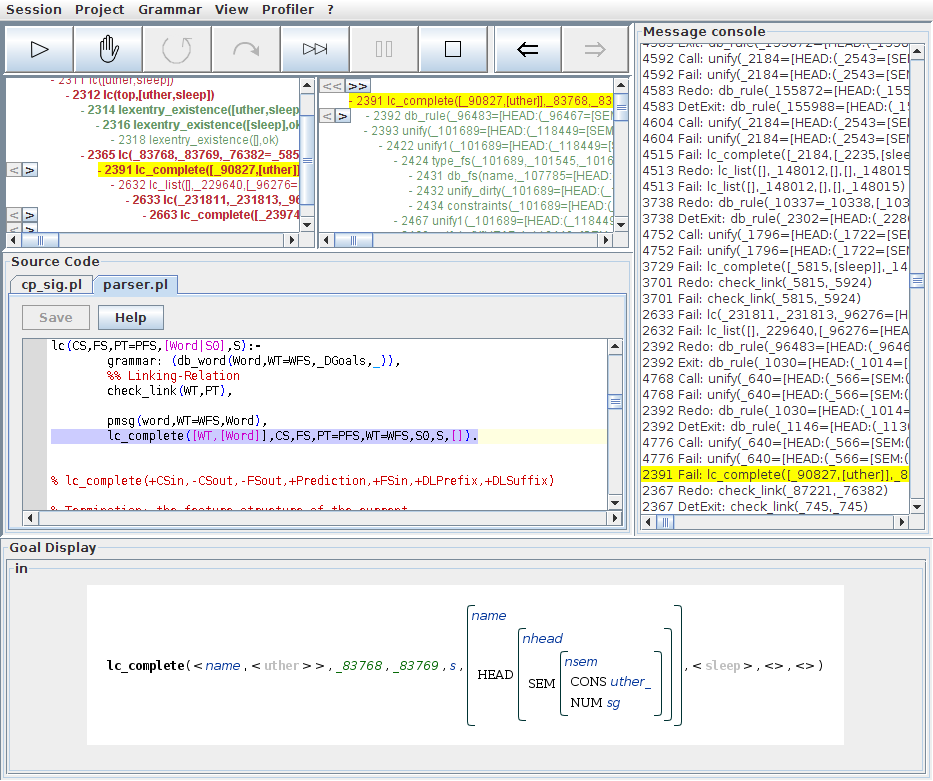 Session Project Grammar View Profiler ?
- 2311 lc([uther,sleep])
- 2312 lc(top,[uther,sleep])
- 2314 lexentry_existence([uther,sleep
- 2316 lexentry_existence([sleep],ok
- 2318 lexentry_existence([],ok)
- 2365 lc(_83768,_83769,_76382=_585
<> - 2391 lc_complete([_90827,[uther]]
- 2632 lc_list([],_229640,[_96276=
- 2633 lc(_231811,_231813,_96
<> - 2663 lc_complete([_23974
<>
<< >>
- 2391 lc_complete([_90827,[uther]],_83768,_83
<> - 2392 db_rule(_96483=[HEAD:(_96467=[SEM
- 2393 unify(_101689=[HEAD:(_118449=[SEM
- 2422 unify1(_101689=[HEAD:(_118449=[S
- 2424 type_fs(_101689,_101545,_1016
- 2431 db_fs(name,_107785=[HEAD:(
- 2432 unify_dirty(_101689=[HEAD:(_
- 2434 constraints(_101689=[HEAD:(_
- 2467 unify1(_101689=[HEAD:(_118449
Message console
4583 Exit: db_rule(_155872=[HEAD:(_1558
4592 Call: unify(_2184=[HEAD:(_2543=[SEI
4592 Fail: unify(_2184=[HEAD:(_2543=[SEM
4583 Redo: db_rule(_155872=[HEAD:(_155
4583 DetExit: db_rule(_155988=[HEAD:(_1
4604 Call: unify(_2184=[HEAD:(_2543=[SEI
4604 Fail: unify(_2184=[HEAD:(_2543=[SEM
4515 Fail: lc_complete([_2184,[_2235,[slee
4513 Redo: lc_list([],_148012,[],[],_14801
4513 Fail: lc_list([],_148012,[],[],_148015)
3738 Redo: db_rule(_10337=_10338,[_103
3738 DetExit: db_rule(_2302=[HEAD:(_228
4752 Call: unify(_1796=[HEAD:(_1722=[SEI
4752 Fail: unify(_1796=[HEAD:(_1722=[SEM
3729 Fail: lc_complete([_5815,[sleep]],_14
3701 Redo: check_link(_5815,_5924)
3701 Fail: check_link(_5815,_5924)
2633 Fail: lc(_231811,_231813,_96276=[H
2632 Fail: lc_list([],_229640,[_96276=[HEA
2392 Redo: db_rule(_96483=[HEAD:(_9646
2392 Exit: db_rule(_1030=[HEAD:(_1014=[
4768 Call: unify(_640=[HEAD:(_566=[SEM:(
4768 Fail: unify(_640=[HEAD:(_566=[SEM:(
2392 Redo: db_rule(_1030=[HEAD:(_1014=
2392 DetExit: db_rule(_1146=[HEAD:(_113
4776 Call: unify(_640=[HEAD:(_566=[SEM:(
4776 Fail: unify(_640=[HEAD:(_566=[SEM:(
2391 Fail: lc_complete([_90827,[uther]],_8
2367 Redo: check_link(_87221,_76382)
2367 DetExit: check_link(_745,_745)
Source Code
cp_sig.pl parser.pl
Save Help
lc(CS,FS,PT=PFS,[Word|S0],S):-
grammar: (db_word(Word,WT=WFS,_DGoals,_)),
%% Linking-Relation
check_link(WT,PT),
pmsg(word,WT=WFS,Word),
lc_complete([WT,[Word]],CS,FS,PT=PFS,WT=WFS,S0,S,[]).
% lc_complete(+CSin,-CSout,-FSout,+Prediction,+FSin,+DLPrefix,+DLSuffix)
% Termination: the feature structure of the current
Goal Display
in
name
nhead
nsem
lc_complete(<name,<uther>>,_83768,_83769,s, HEAD SEM CONS uther_ ,<sleep>,<>,<>)
NUM sg